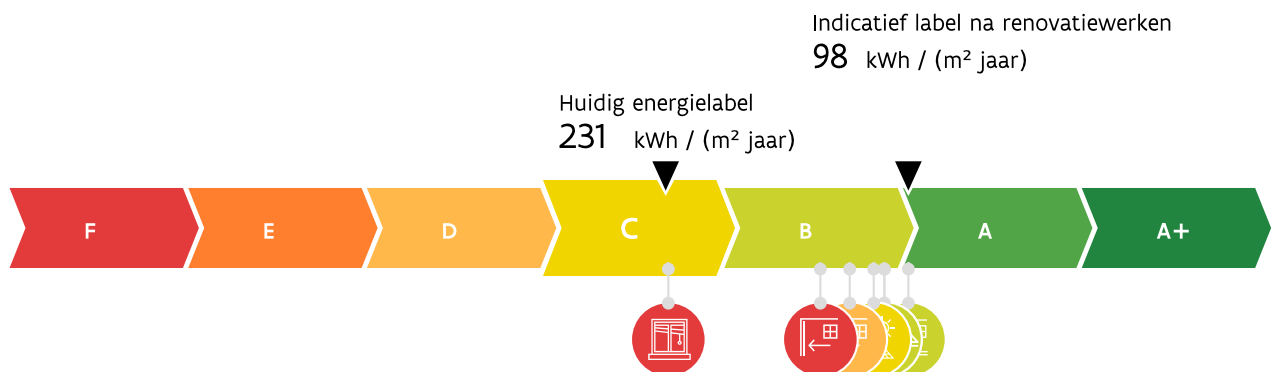 Indicatief label na renovatiewerken
98 kWh / (m² jaar)
Huidig energielabel
231 kWh / (m² jaar)
F E D C B A A+